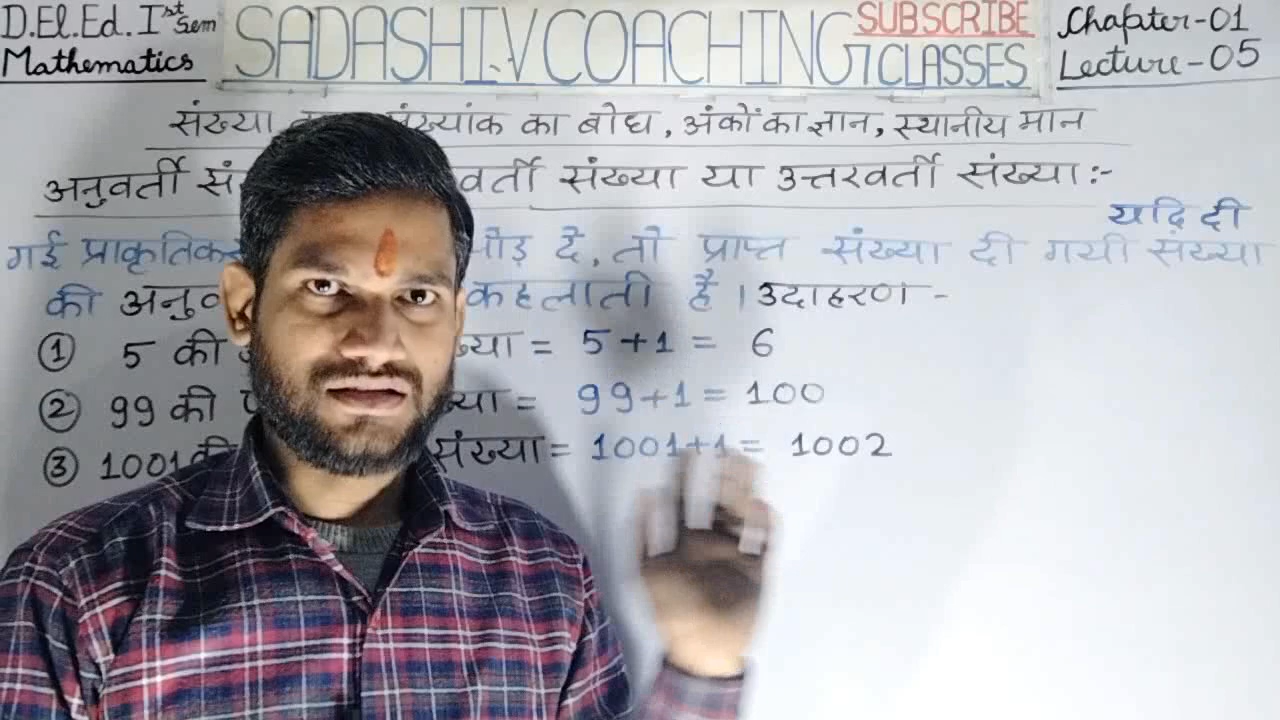 D.El.Ed. Ist Sem
Mathematics
SADASHIV COACHING CLASSES
SUBSCRIBE
Chapter-01
Lecture-05
संख्या संख्यांक का बोध, अंकों का ज्ञान, स्थानीय मान
अनुवर्ती संख्या या उत्तरवर्ती संख्या :-
यदि दी
गई प्राकृतिक जोड़ दे, तो प्राप्त संख्या दी गयी संख्या
की कहलाती है । उदाहरण -
① 5 की = 5+1 = 6
② 99 की = 99+1 = 100
③ 1001 की संख्या = 1001+1 = 1002